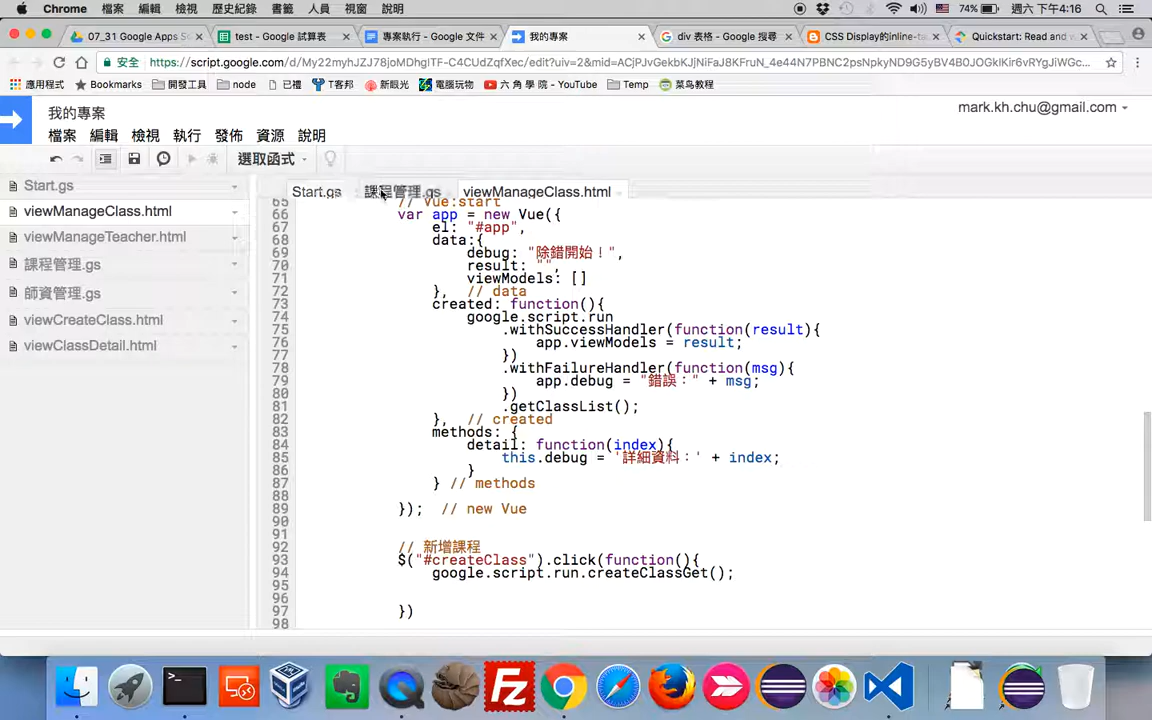 Chrome 檔案 編輯 檢視 歷史紀錄 書籤 人員 視窗 說明 74% 週六 下午4:16
07_31 Google Apps S test - Google 試算表 專案執行 - Google 文件 我的專案 div 表格 - Google 搜尋 CSS Display的inline-ta Quickstart: Read and w
安全 https://script.google.com/d/
應用程式 Bookmarks 開發工具 node 已禮 T客邦 新眼光 電腦玩物 六 角 學 院 - YouTube Temp 菜鳥教程
我的專案 mark.kh.chu@gmail.com
檔案 編輯 檢視 執行 發佈 資源 說明
選取函式
Start.gs
viewManageClass.html
viewManageTeacher.html
課程管理.gs
師資管理.gs
viewCreateClass.html
viewClassDetail.html
Start.gs 課程管理.gs viewManageClass.html
65 // Vue:start
66 var app = new Vue({
67 el: "#app",
68 data:{
69 debug: "除錯開始！",
70 result: "",
71 viewModels: []
72 }, // data
73 created: function(){
74 google.script.run
75 .withSuccessHandler(function(result){
76 app.viewModels = result;
77 })
78 .withFailureHandler(function(msg){
79 app.debug = "錯誤：" + msg;
80 })
81 .getClassList();
82 }, // created
83 methods: {
84 detail: function(index){
85 this.debug = '詳細資料：' + index;
86 }
87 } // methods
88
89 }); // new Vue
90
91
92 // 新增課程
93 $("#createClass").click(function(){
94 google.script.run.createClassGet();
95
96
97 })
98